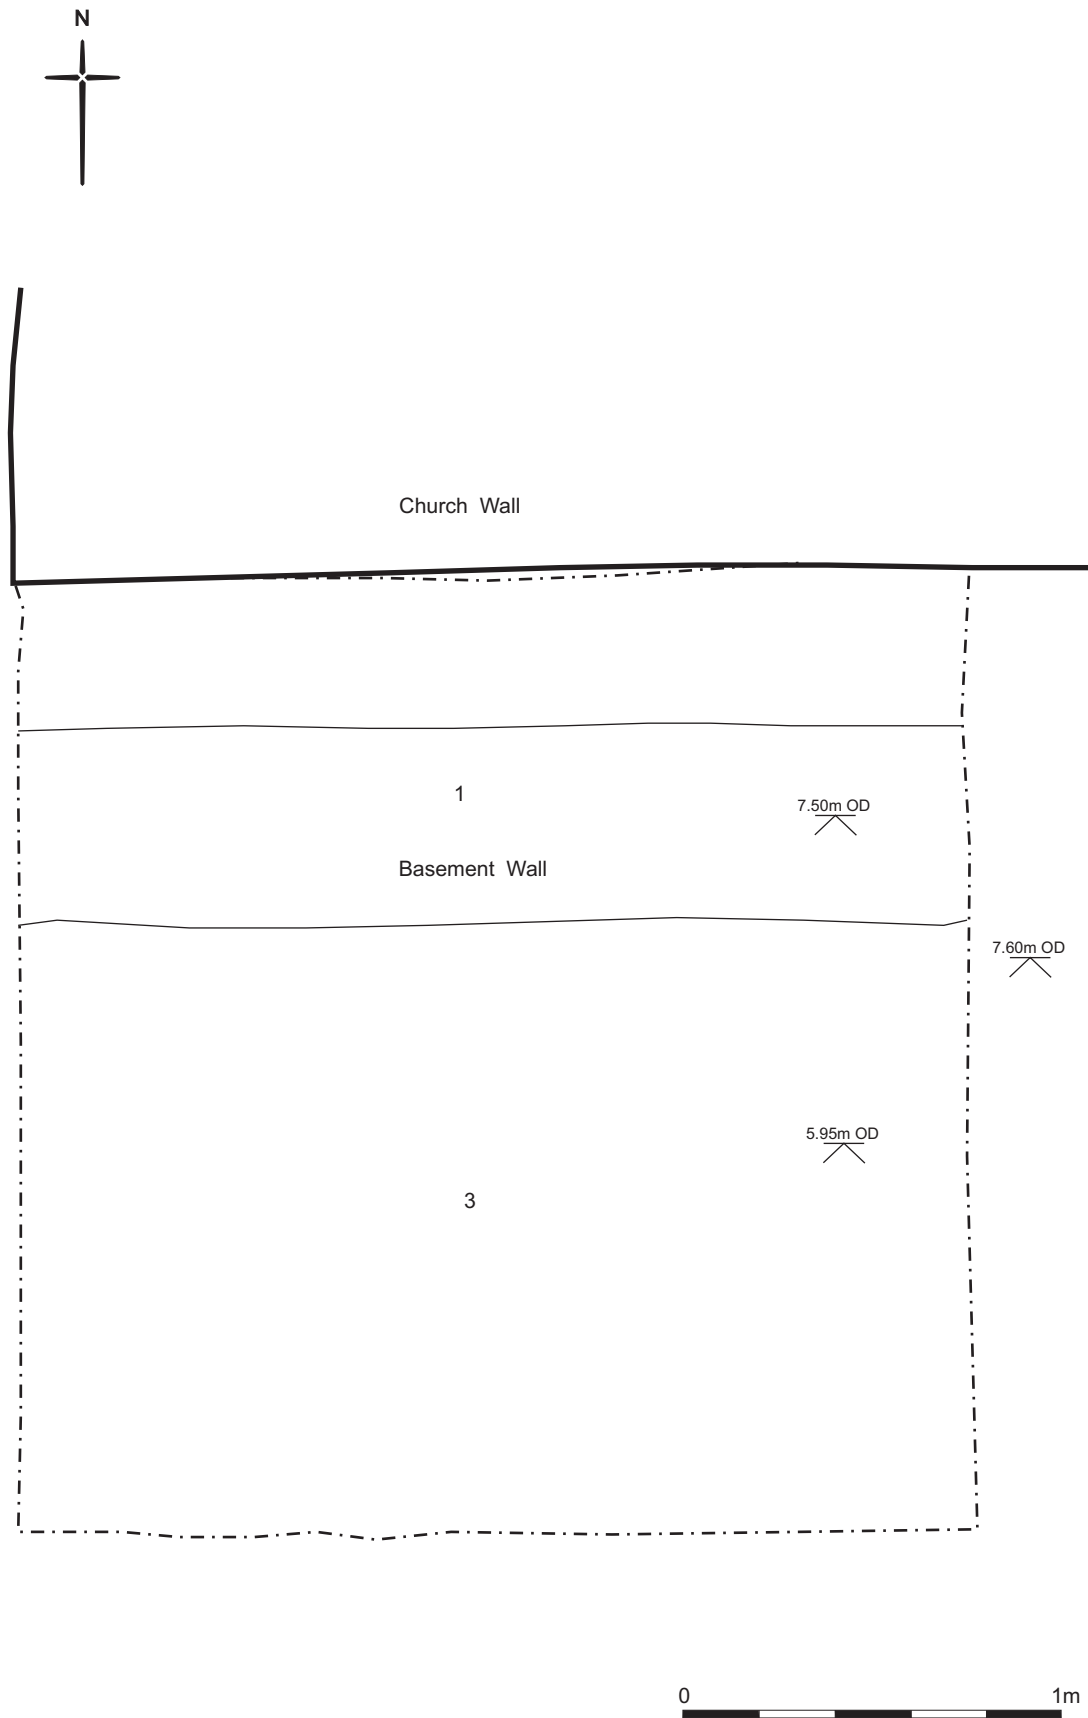 N
Church Wall
1
7.50m OD
Basement Wall
7.60m OD
5.95m OD
3
0 1m